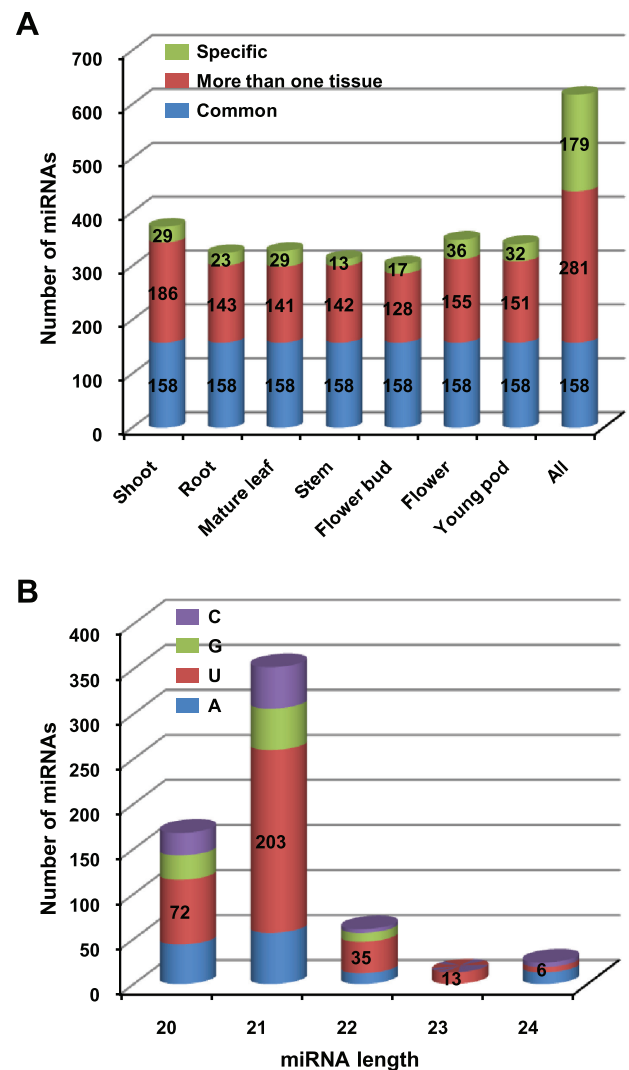 A
700
600
500
400
300
200
100
0
Number of miRNAs
Specific
More than one tissue
Common
29 23 29 13 17 36 32 179
186 143 141 142 128 155 151 281
158 158 158 158 158 158 158 158
Shoot Root Mature leaf Stem Flower bud Flower Young pod All
B
400
350
300
250
200
150
100
50
0
Number of miRNAs
C
G
U
A
72 203 35 13 6
20 21 22 23 24
miRNA length